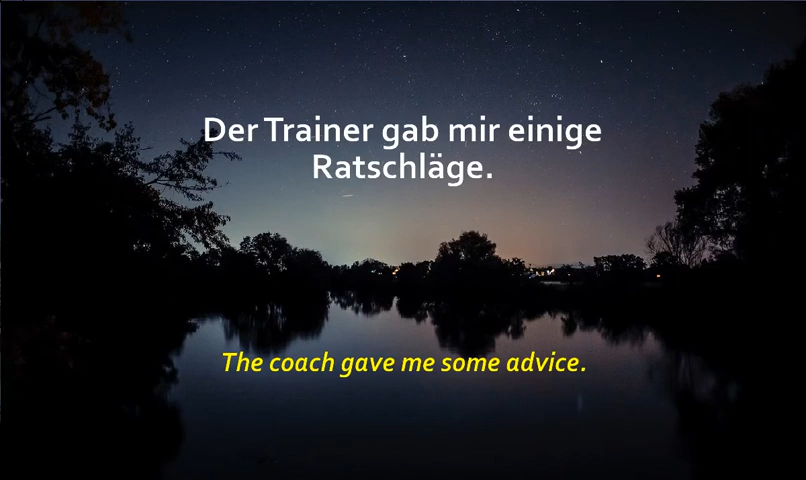 Der Trainer gab mir einige
Ratschläge.
The coach gave me some advice.